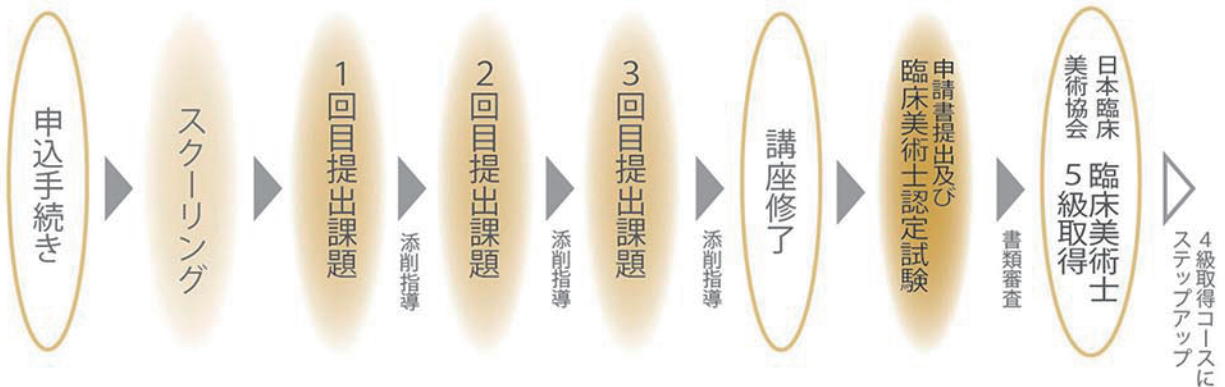 申込手続き
スクーリング
1回目提出課題
添削指導
2回目提出課題
添削指導
3回目提出課題
添削指導
講座修了
申請書提出及び
臨床美術士認定試験
書類審査
日本臨床
美術協会
臨床美術士
5級取得
4級取得コースに
ステップアップ